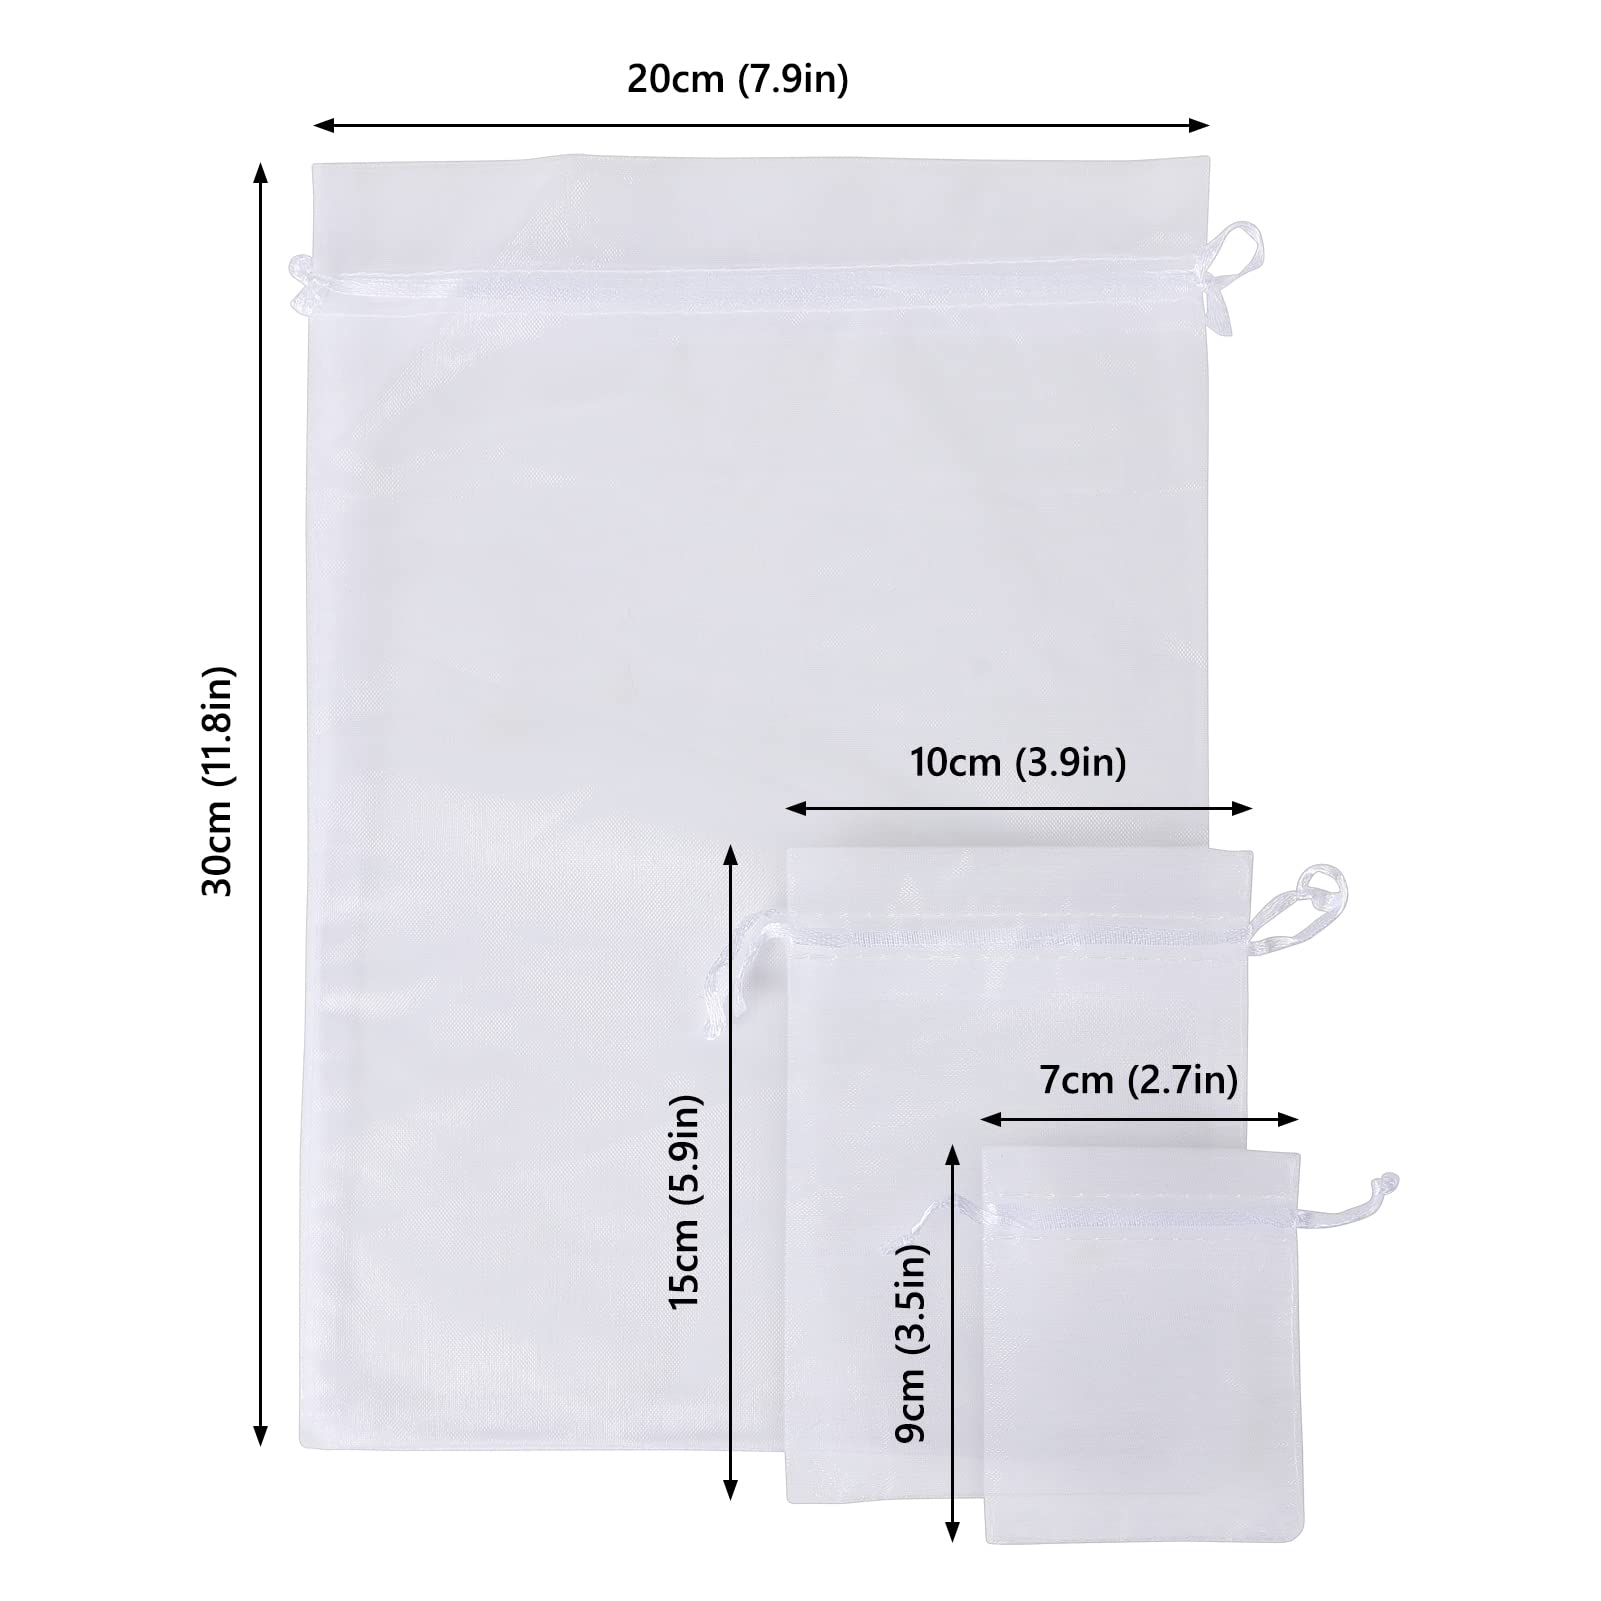 20cm (7.9in)
30cm (11.8in)
10cm (3.9in)
15cm (5.9in)
7cm (2.7in)
9cm (3.5in)